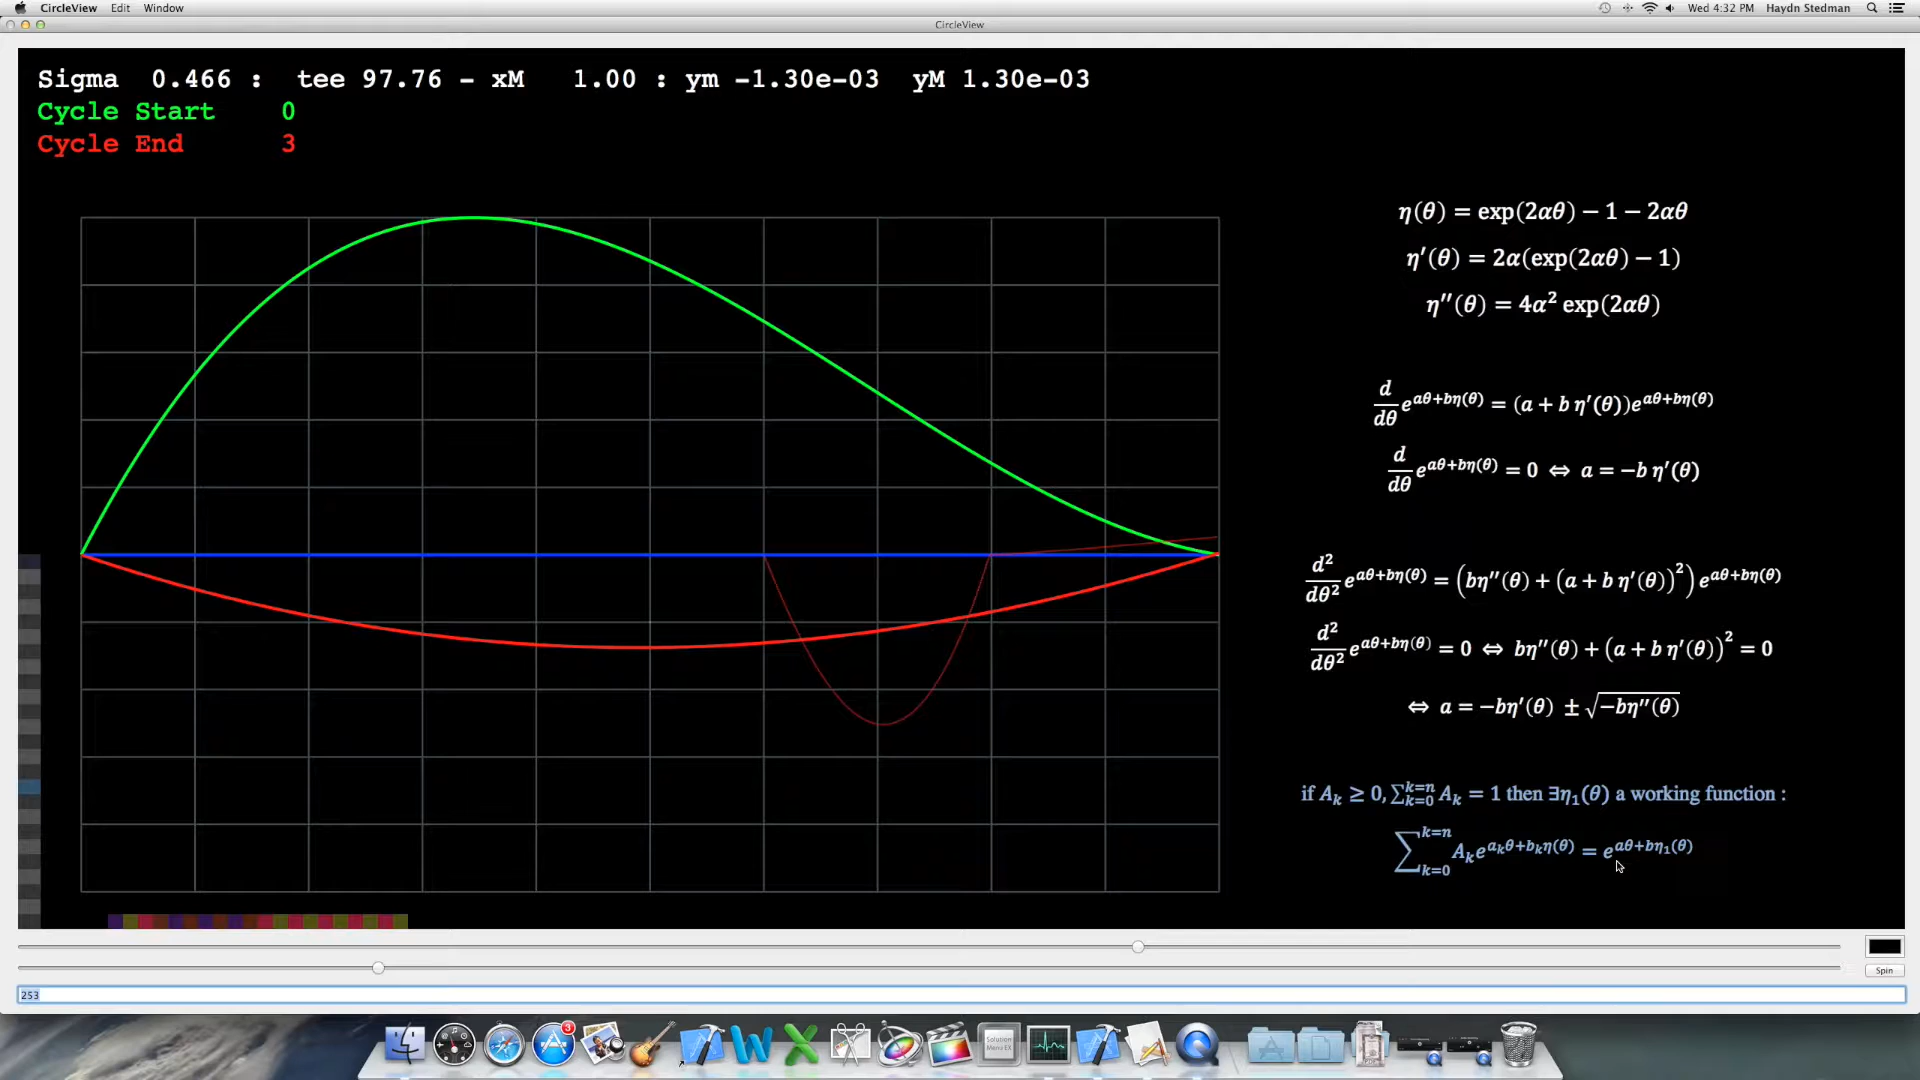 CircleView Edit Window Wed 4:32 PM Haydn Stedman
CircleView
Sigma 0.466 : tee 97.76 - xM 1.00 : ym -1.30e-03 yM 1.30e-03
Cycle Start 0
Cycle End 3
η(θ) = exp(2αθ) − 1 − 2αθ
η′(θ) = 2α(exp(2αθ) − 1)
η″(θ) = 4α² exp(2αθ)
d/dθ e^{aθ+bη(θ)} = (a + b η′(θ))e^{aθ+bη(θ)}
d/dθ e^{aθ+bη(θ)} = 0 ⇔ a = −b η′(θ)
d²/dθ² e^{aθ+bη(θ)} = (bη″(θ) + (a + b η′(θ))²) e^{aθ+bη(θ)}
d²/dθ² e^{aθ+bη(θ)} = 0 ⇔ bη″(θ) + (a + b η′(θ))² = 0
⇔ a = −bη′(θ) ± √(−bη″(θ))
if A_k ≥ 0, ∑_{k=0}^{k=n} A_k = 1 then ∃η₁(θ) a working function :
∑_{k=0}^{k=n} A_k e^{a_kθ+b_kη(θ)} = e^{aθ+bη₁(θ)}
Spin
253
3
Solution
Menu EX